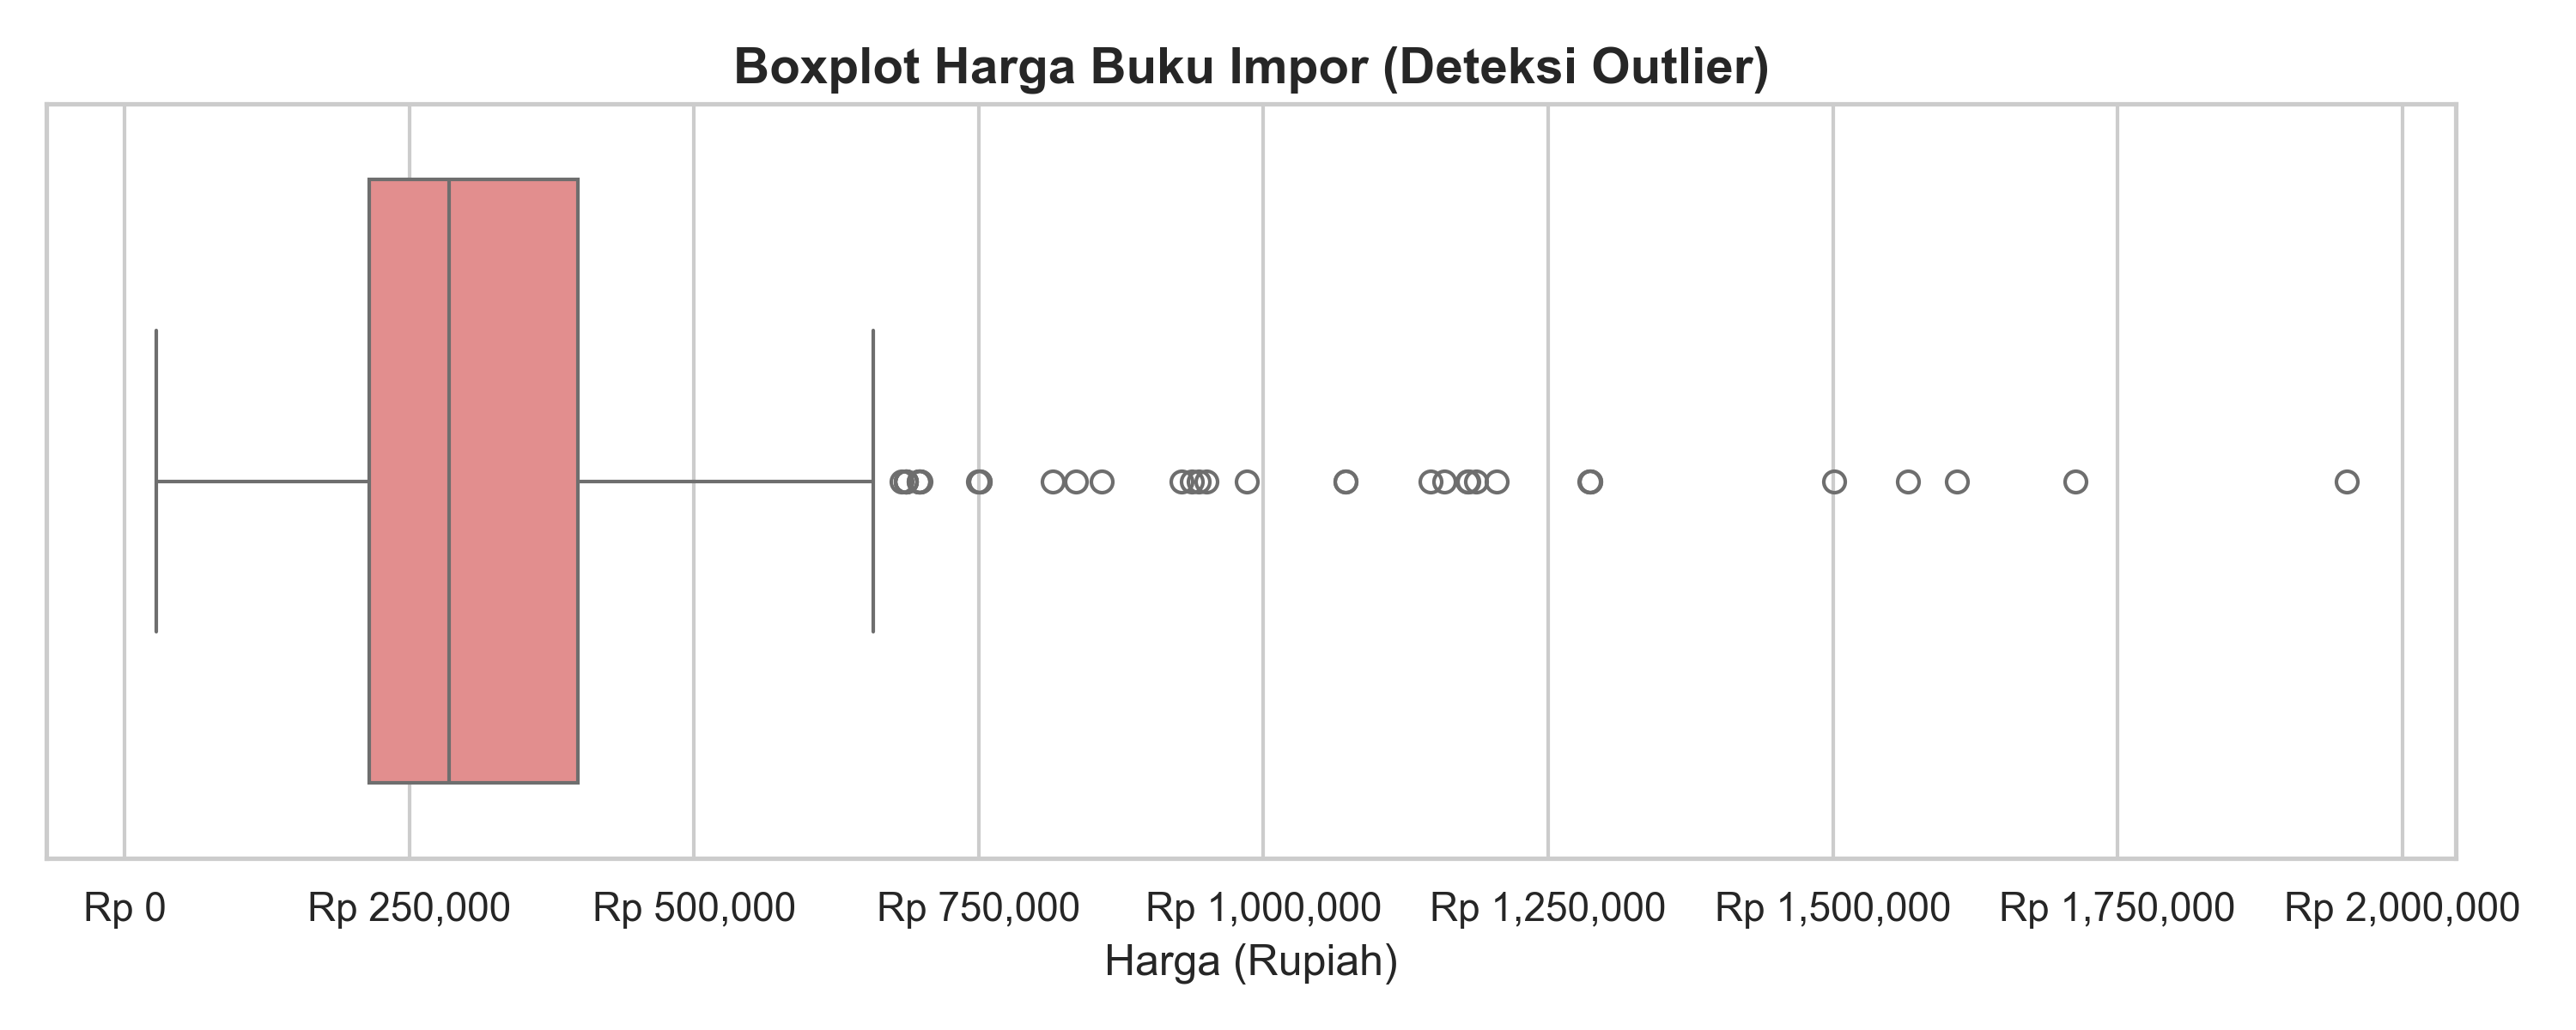 Boxplot Harga Buku Impor (Deteksi Outlier)
Rp 0 Rp 250,000 Rp 500,000 Rp 750,000 Rp 1,000,000 Rp 1,250,000 Rp 1,500,000 Rp 1,750,000 Rp 2,000,000
Harga (Rupiah)